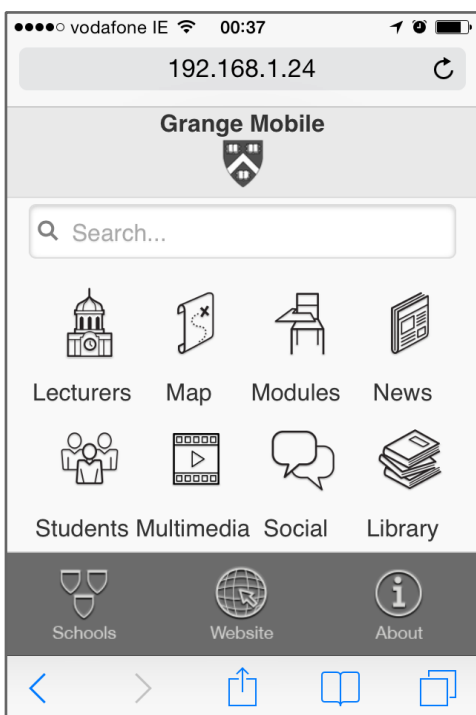 vodafone IE 00:37
192.168.1.24
Grange Mobile
Search...
Lecturers Map Modules News
Students Multimedia Social Library
Schools Website About